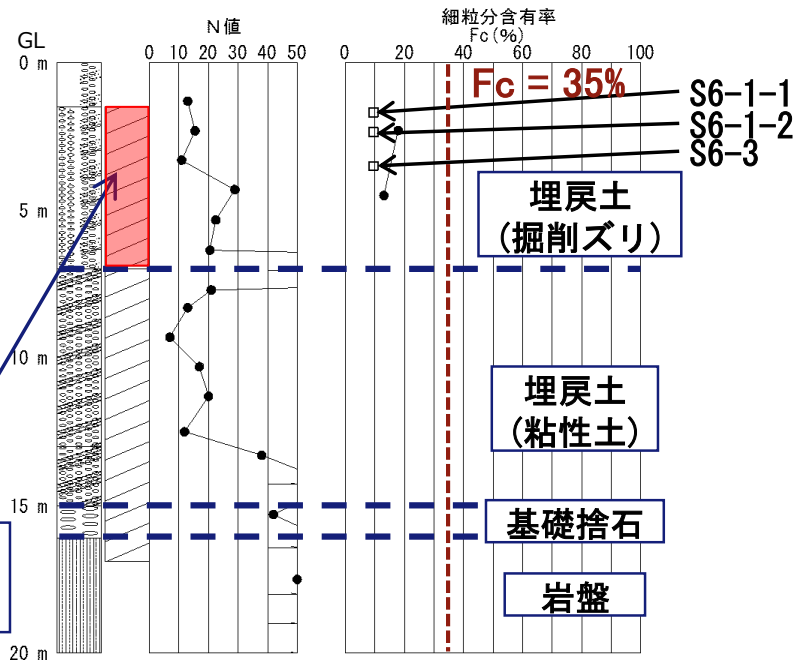 GL
N値
細粒分含有率
Fc(%)
0 10 20 30 40 50
0 20 40 60 80 100
0 m
5 m
10 m
15 m
20 m
Fc = 35%
S6-1-1
S6-1-2
S6-3
埋戻土
(掘削ズリ)
埋戻土
(粘性土)
基礎捨石
岩盤